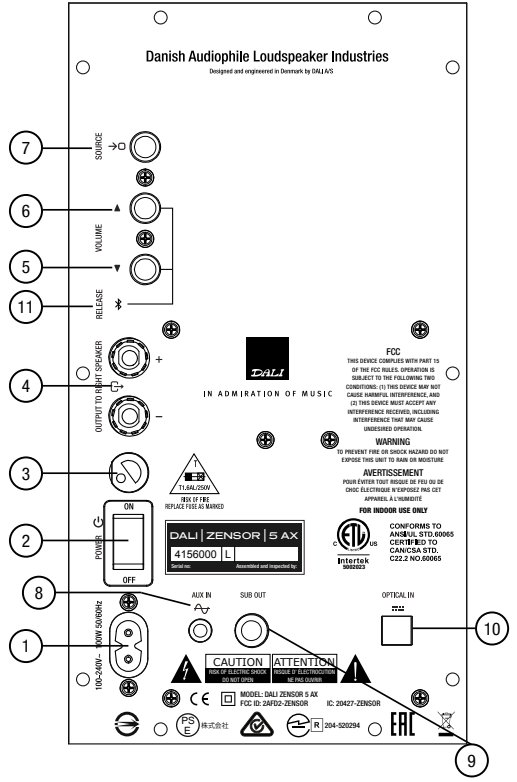 Danish Audiophile Loudspeaker Industries
Designed and engineered in Denmark by DALI A/S
7
SOURCE
6
VOLUME
5
11
RELEASE
4
OUTPUT TO RIGHT SPEAKER
+
−
DALI
IN ADMIRATION OF MUSIC
FCC
THIS DEVICE COMPLIES WITH PART 15
OF THE FCC RULES. OPERATION IS
SUBJECT TO THE FOLLOWING TWO
CONDITIONS: (1) THIS DEVICE MAY NOT
CAUSE HARMFUL INTERFERENCE, AND
(2) THIS DEVICE MUST ACCEPT ANY
INTERFERENCE RECEIVED, INCLUDING
INTERFERENCE THAT MAY CAUSE
UNDESIRED OPERATION.
WARNING
TO PREVENT FIRE OR SHOCK HAZARD DO NOT
EXPOSE THIS UNIT TO RAIN OR MOISTURE
AVERTISSEMENT
POUR ÉVITER TOUT RISQUE DE FEU OU DE
CHOC ÉLECTRIQUE N'EXPOSEZ PAS CET
APPAREIL À L'HUMIDITÉ
FOR INDOOR USE ONLY
3
T
T1.6AL/250V
RISK OF FIRE
REPLACE FUSE AS MARKED
ON
2
POWER
OFF
DALI | ZENSOR | 5 AX
4156000 L
Serial no: Assembled and inspected by:
C ETL US
Intertek
5002023
CONFORMS TO
ANSI/UL STD.60065
CERTIFIED TO
CAN/CSA STD.
C22.2 NO.60065
8
AUX IN
SUB OUT
OPTICAL IN
10
1
100-240V~ 100W 50/60Hz
CAUTION
RISK OF ELECTRIC SHOCK
DO NOT OPEN
ATTENTION
RISQUE D' ÉLECTROCUTION
NE PAS OUVRIR
CE
MODEL: DALI ZENSOR 5 AX
FCC ID: 2AFD2-ZENSOR IC: 20427-ZENSOR
PS
E
株式会社
R 204-520294
EAC
9